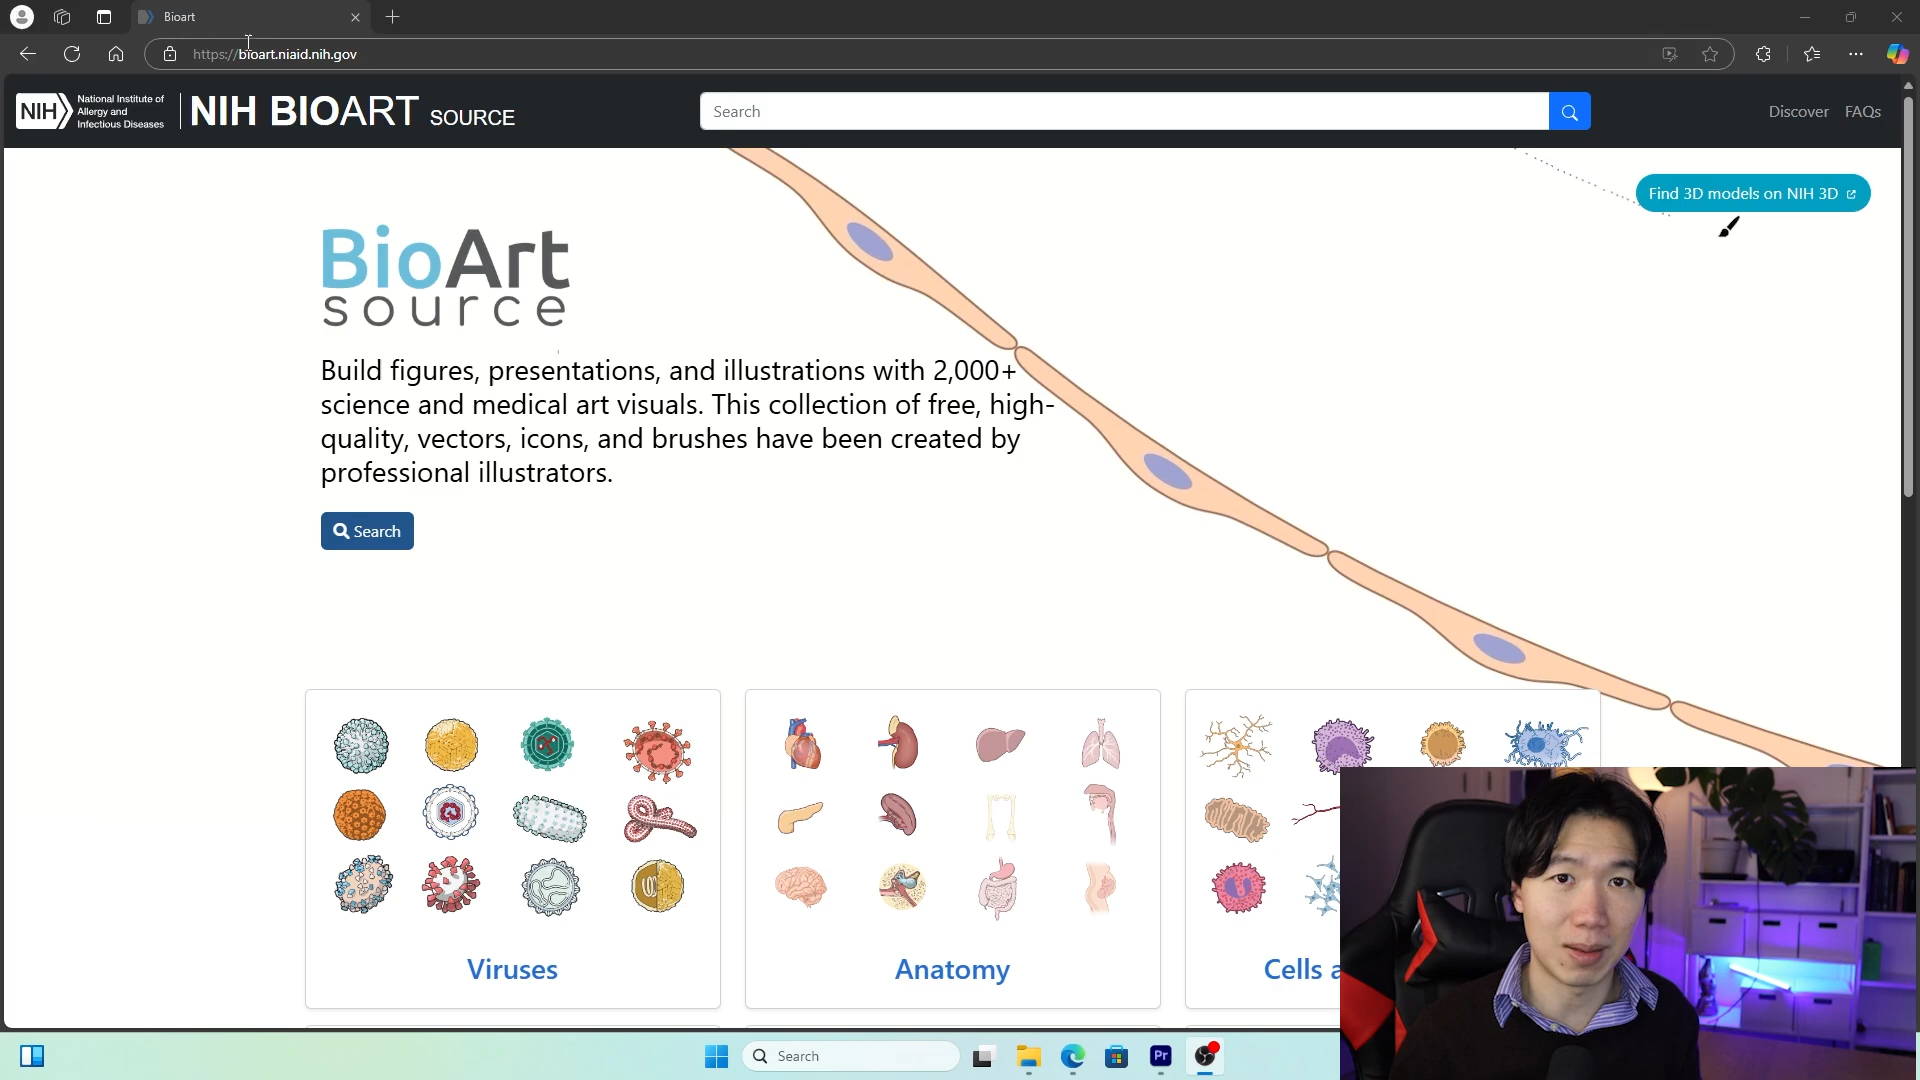 Bioart
https://bioart.niaid.nih.gov
NIH
National Institute of
Allergy and
Infectious Diseases
NIH BIOART SOURCE
Search
Discover
FAQs
Find 3D models on NIH 3D
BioArt
source
Build figures, presentations, and illustrations with 2,000+
science and medical art visuals. This collection of free, high-
quality, vectors, icons, and brushes have been created by
professional illustrators.
Search
Viruses
Anatomy
Cells a
Search
Pr